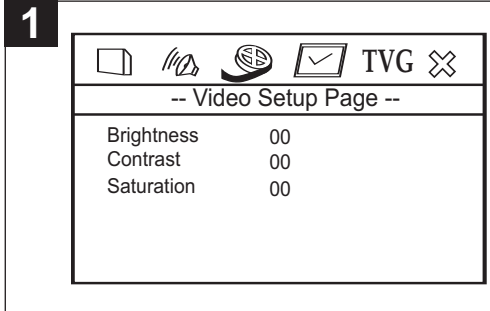 1
TVG
-- Video Setup Page --
Brightness 00
Contrast 00
Saturation 00